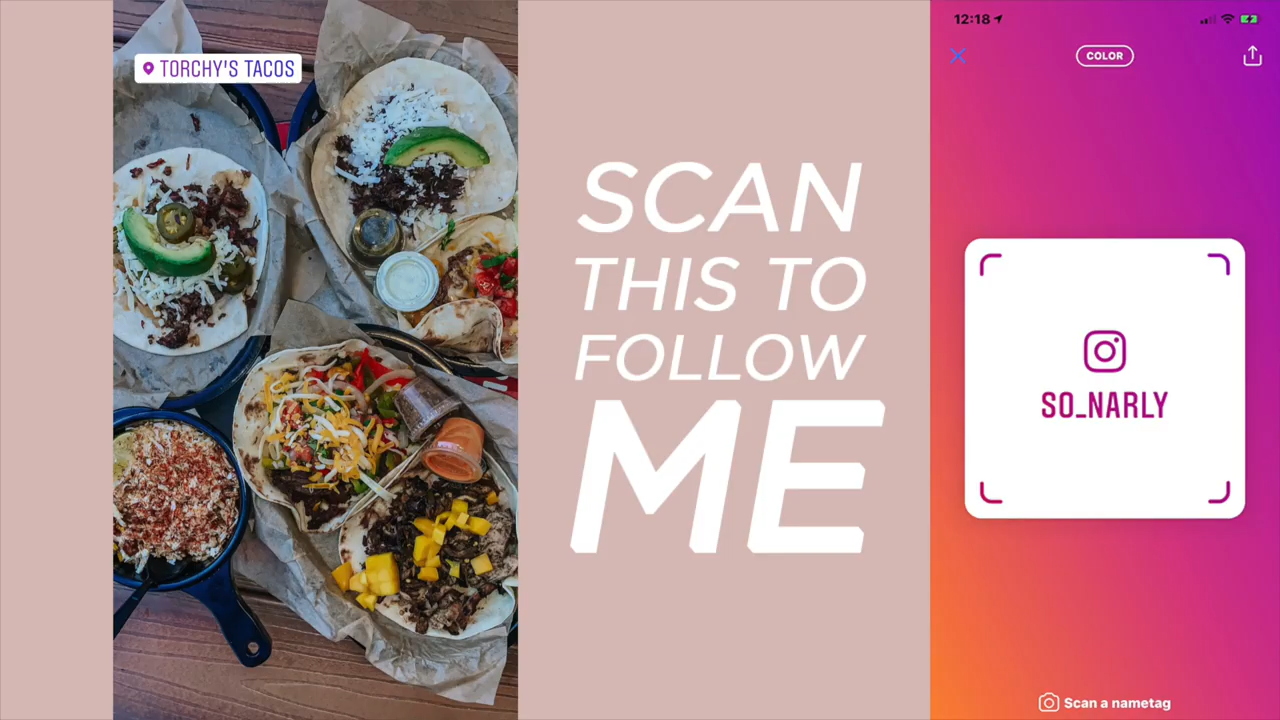 TORCHY'S TACOS
SCAN
THIS TO
FOLLOW
ME
12:18
COLOR
SO_NARLY
Scan a nametag